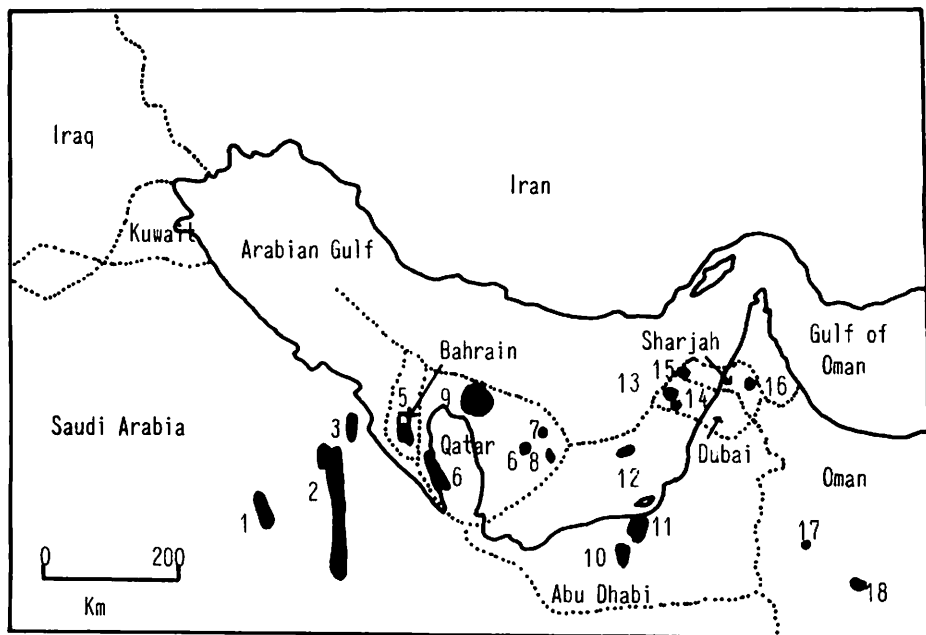 Iraq
Iran
Kuwait
Arabian Gulf
Gulf of
Oman
Sharjah
Bahrain
15
16
13
14
5
9
Saudi Arabia
3
Qatar
7
Dubai
6
6
8
12
Oman
2
1
11
17
0
200
10
Km
Abu Dhabi
18